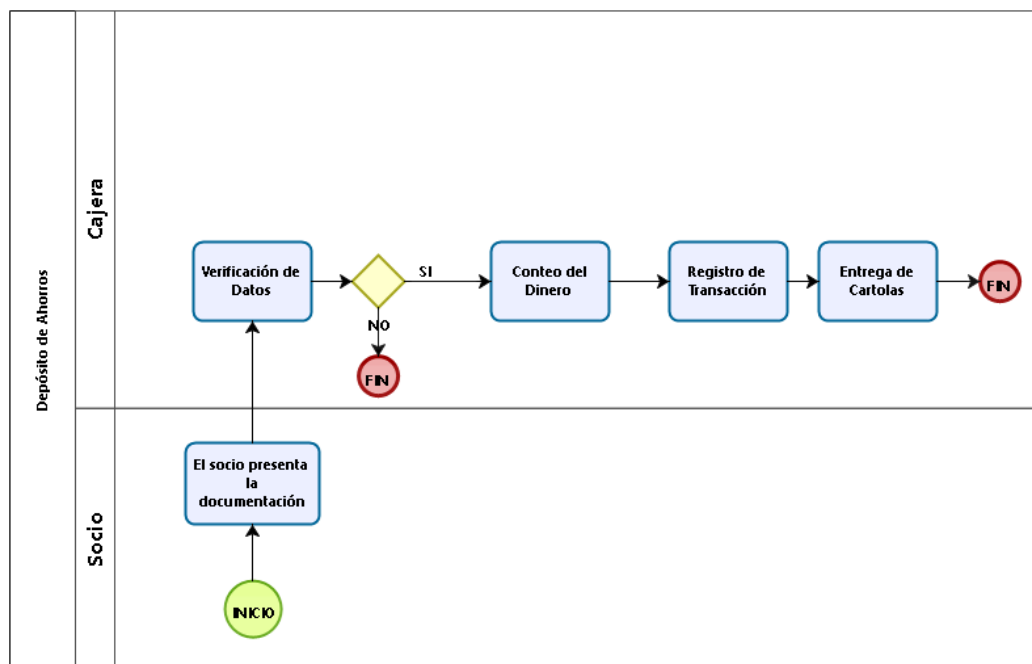 Depósito de Ahorros
Cajera
Verificación de
Datos
SI
NO
FIN
Conteo del
Dinero
Registro de
Transacción
Entrega de
Cartolas
FIN
Socio
El socio presenta
la
documentación
INICIO